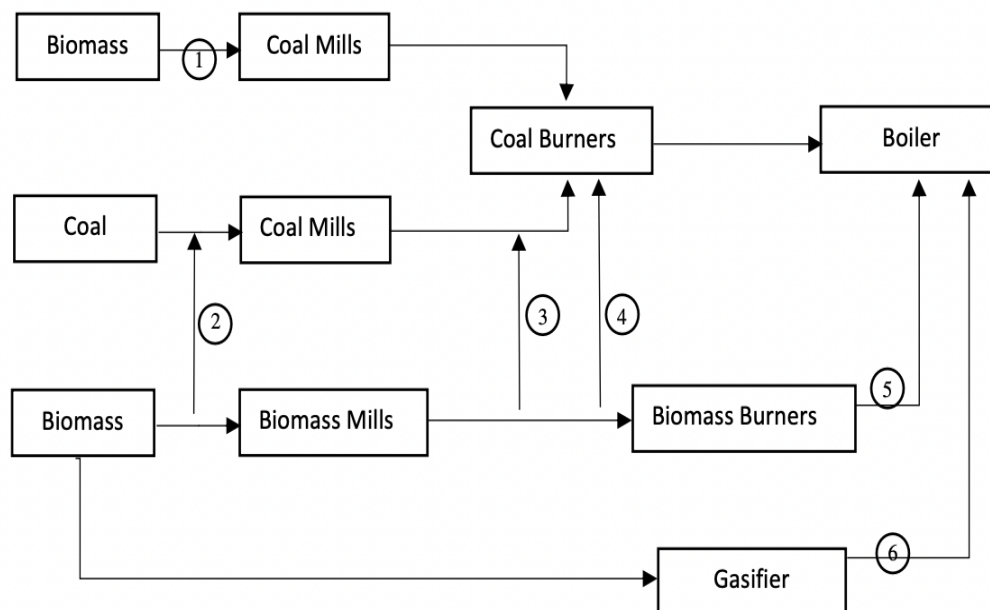 Biomass
1
Coal Mills
Coal Burners
Boiler
Coal
Coal Mills
2
3
4
Biomass
Biomass Mills
Biomass Burners
5
Gasifier
6